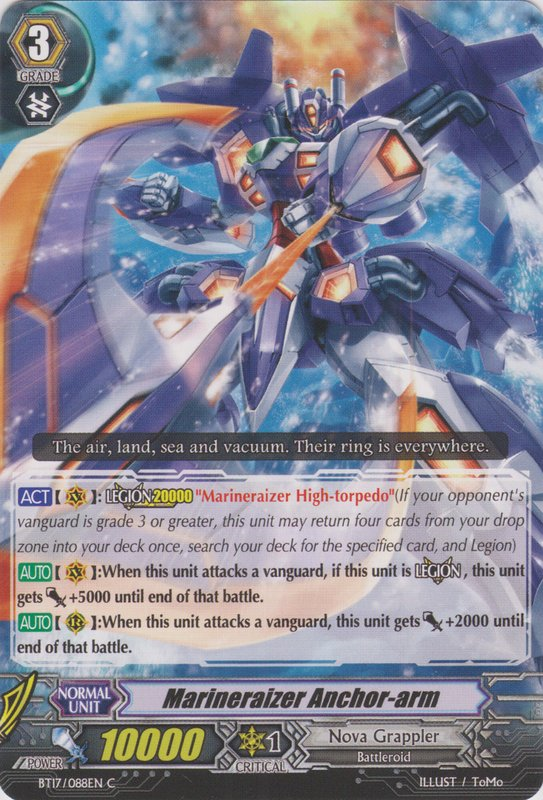 3
GRADE
The air, land, sea and vacuum. Their ring is everywhere.
ACT【V】: LEGION 20000 "Marineraizer High-torpedo"(If your opponent's
vanguard is grade 3 or greater, this unit may return four cards from your drop
zone into your deck once, search your deck for the specified card, and Legion)
AUTO【V】:When this unit attacks a vanguard, if this unit is LEGION, this unit
gets +5000 until end of that battle.
AUTO【R】:When this unit attacks a vanguard, this unit gets +2000 until
end of that battle.
NORMAL
UNIT
Marineraizer Anchor-arm
POWER
10000
1
CRITICAL
Nova Grappler
Battleroid
BT17/088EN C
ILLUST / ToMo